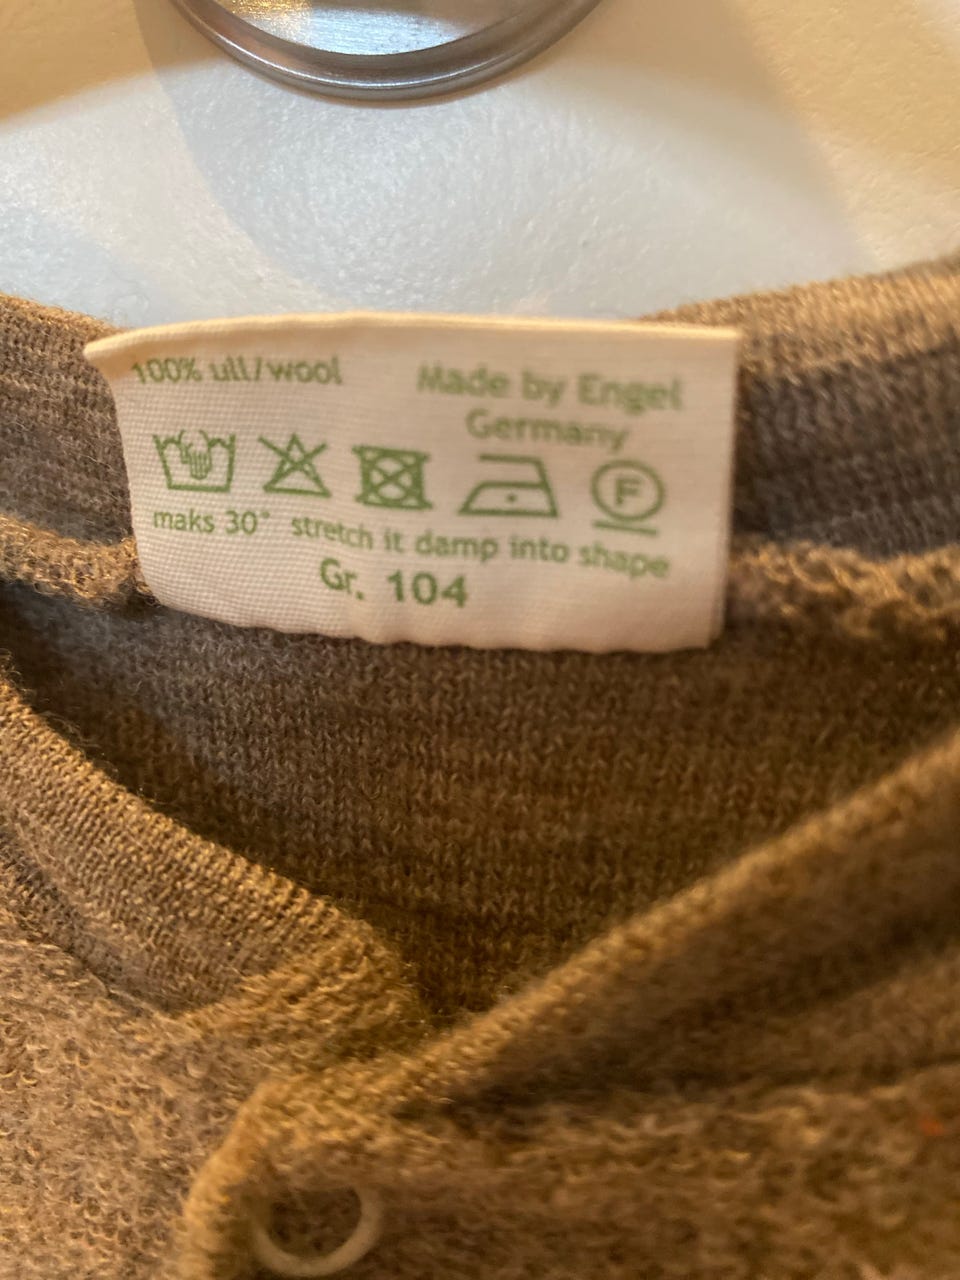 100% ull/wool
Made by Engel
Germany
F
maks 30° stretch it damp into shape
Gr. 104